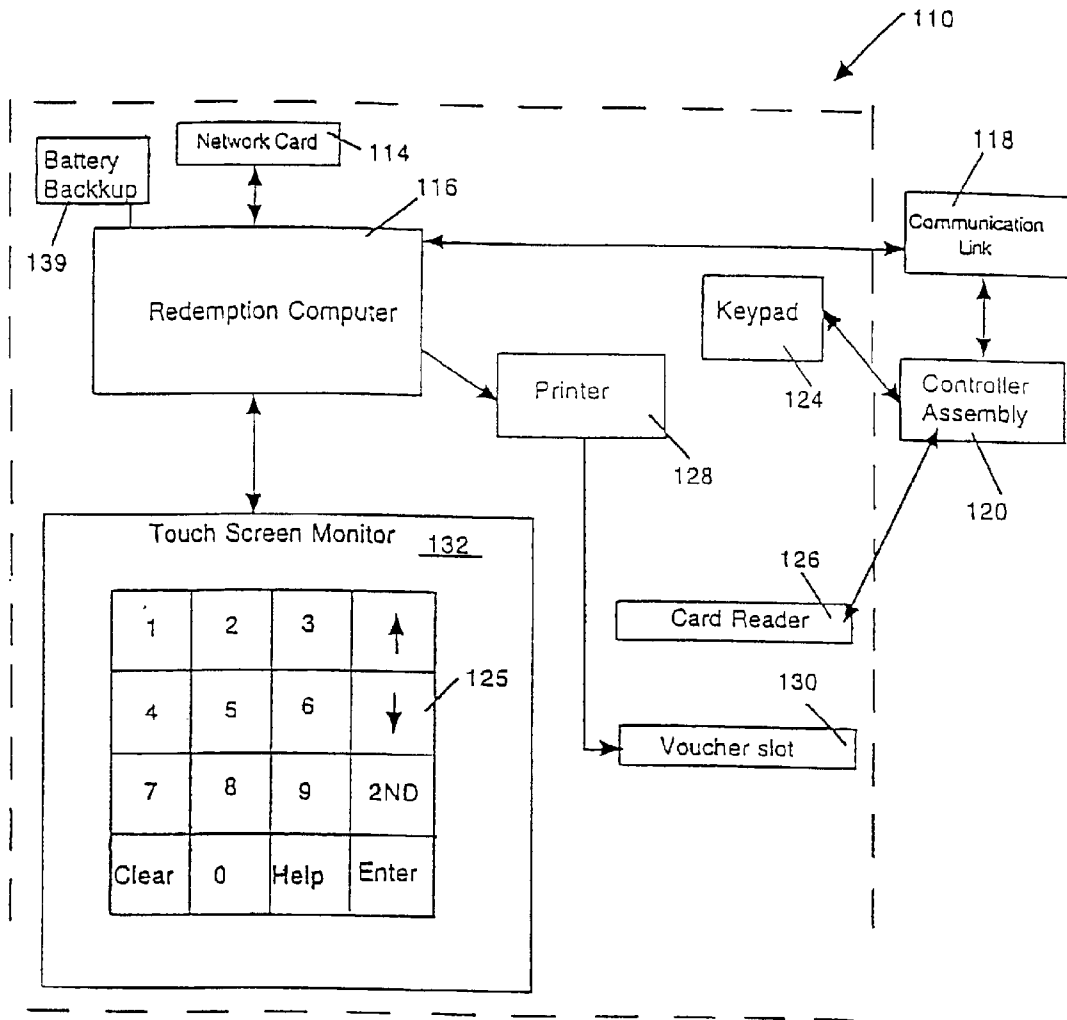 110
Network Card
114
Battery
Backkup
139
116
118
Communication
Link
Redemption Computer
Keypad
124
Controller
Assembly
120
Printer
128
Touch Screen Monitor
132
126
Card Reader
1 2 3
125
4 5 6
130
Voucher slot
7 8 9 2ND
Clear 0 Help Enter